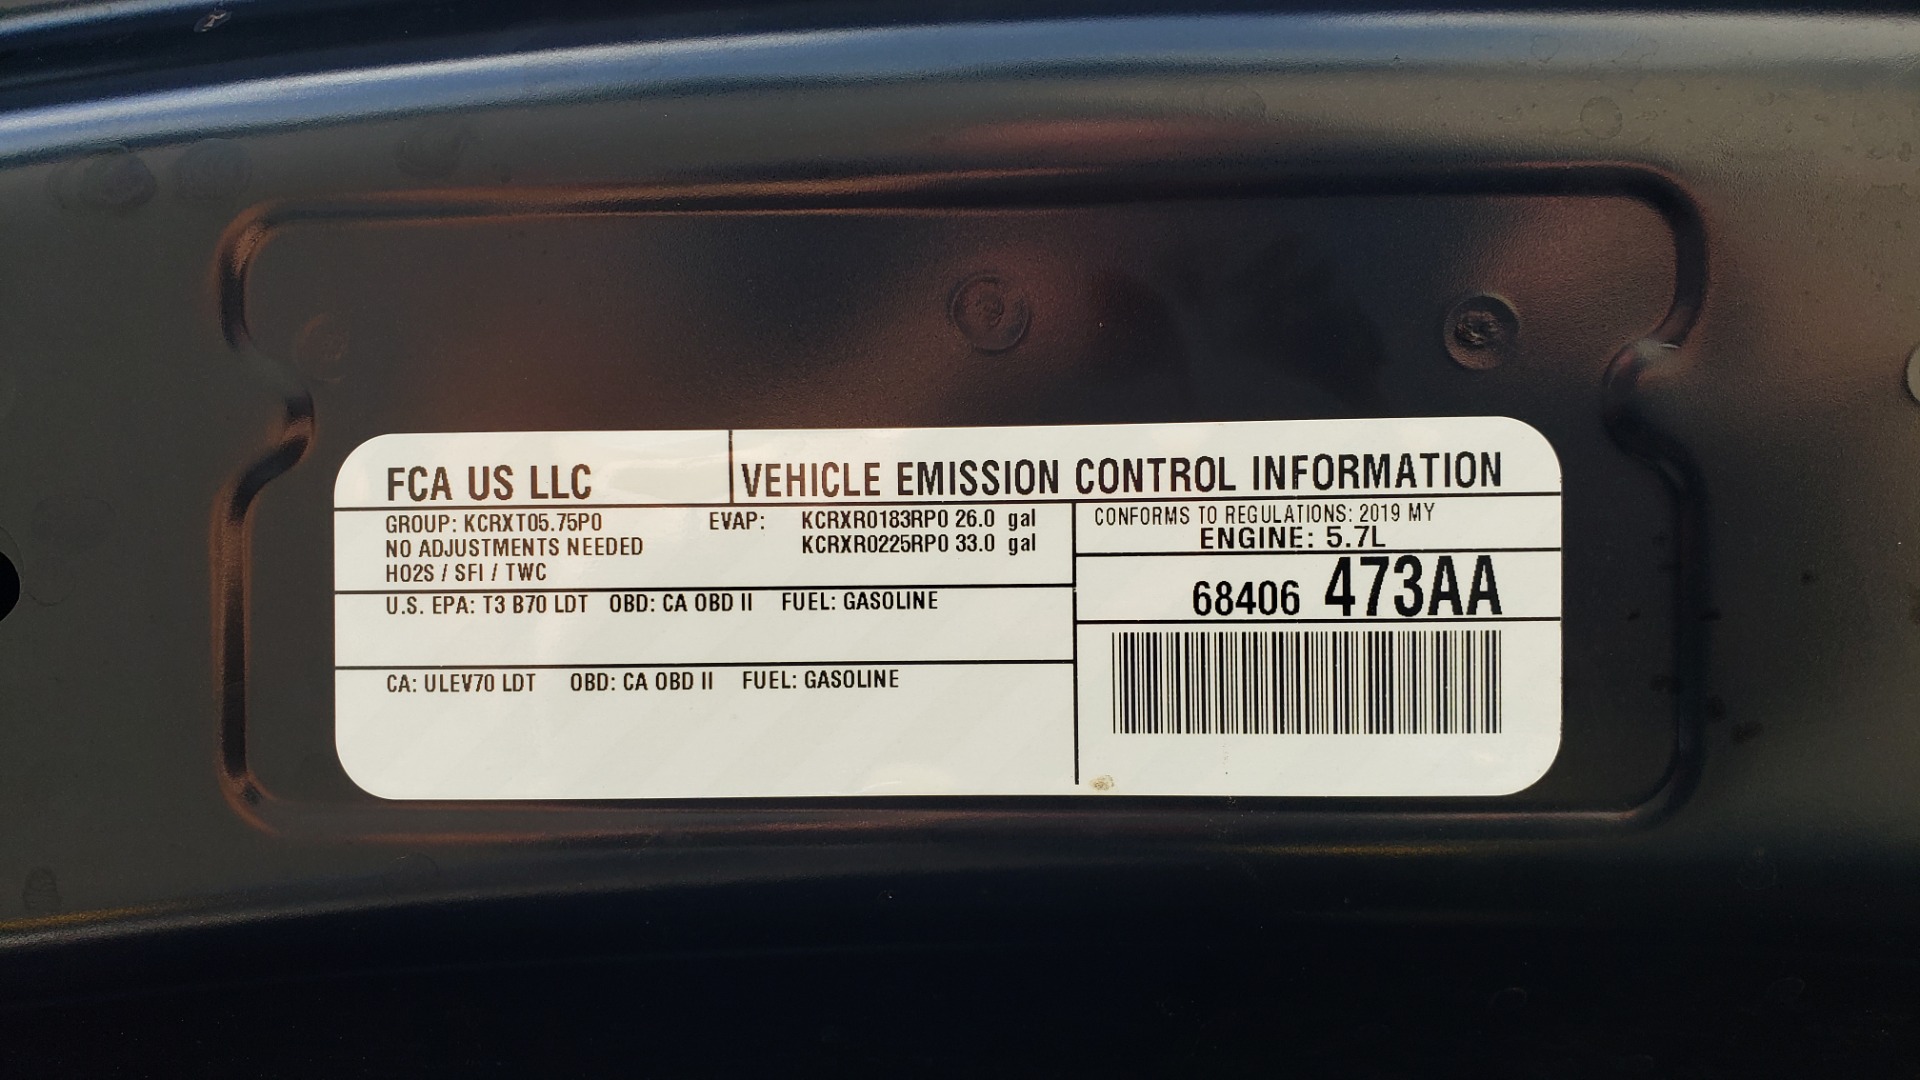 FCA US LLC
VEHICLE EMISSION CONTROL INFORMATION
GROUP: KCRXT05.75P0
NO ADJUSTMENTS NEEDED
HO2S / SFI / TWC
EVAP: KCRXR0183RP0 26.0 gal
KCRXR0225RP0 33.0 gal
U.S. EPA: T3 B70 LDT OBD: CA OBD II FUEL: GASOLINE
CA: ULEV70 LDT OBD: CA OBD II FUEL: GASOLINE
CONFORMS TO REGULATIONS: 2019 MY
ENGINE: 5.7L
68406 473AA